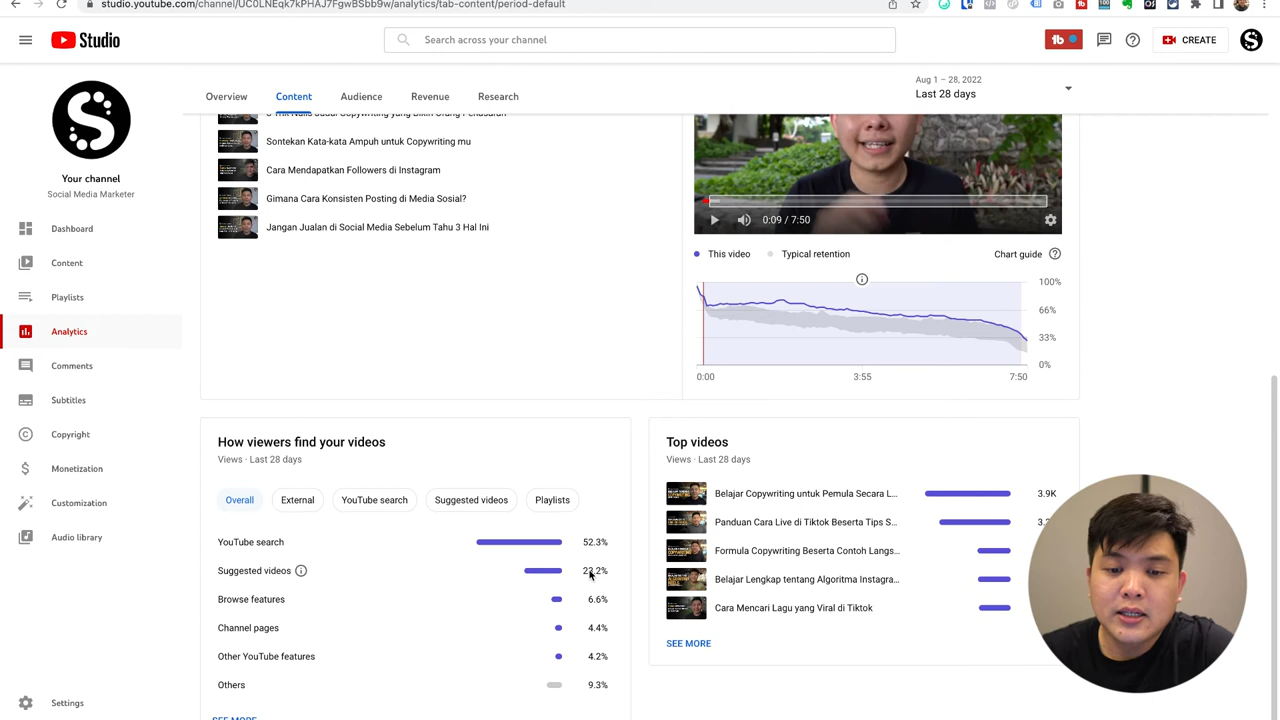 studio.youtube.com/channel/UC0LNEqk7kPHAJ7FgwBSbb9w/analytics/tab-content/period-default
Studio
Search across your channel
CREATE
Your channel
Social Media Marketer
Dashboard
Content
Playlists
Analytics
Comments
Subtitles
Copyright
Monetization
Customization
Audio library
Settings
Overview
Content
Audience
Revenue
Research
Aug 1 – 28, 2022
Last 28 days
Sontekan Kata-kata Ampuh untuk Copywriting mu
Cara Mendapatkan Followers di Instagram
Gimana Cara Konsisten Posting di Media Sosial?
Jangan Jualan di Social Media Sebelum Tahu 3 Hal Ini
0:09 / 7:50
This video
Typical retention
Chart guide
100%
66%
33%
0%
0:00
3:55
7:50
How viewers find your videos
Views · Last 28 days
Overall
External
YouTube search
Suggested videos
Playlists
YouTube search 52.3%
Suggested videos
Browse features 6.6%
Channel pages 4.4%
Other YouTube features 4.2%
Others 9.3%
SEE MORE
Top videos
Views · Last 28 days
Belajar Copywriting untuk Pemula Secara L... 3.9K
Panduan Cara Live di Tiktok Beserta Tips S...
Formula Copywriting Beserta Contoh Langs...
Belajar Lengkap tentang Algoritma Instagra...
Cara Mencari Lagu yang Viral di Tiktok
SEE MORE